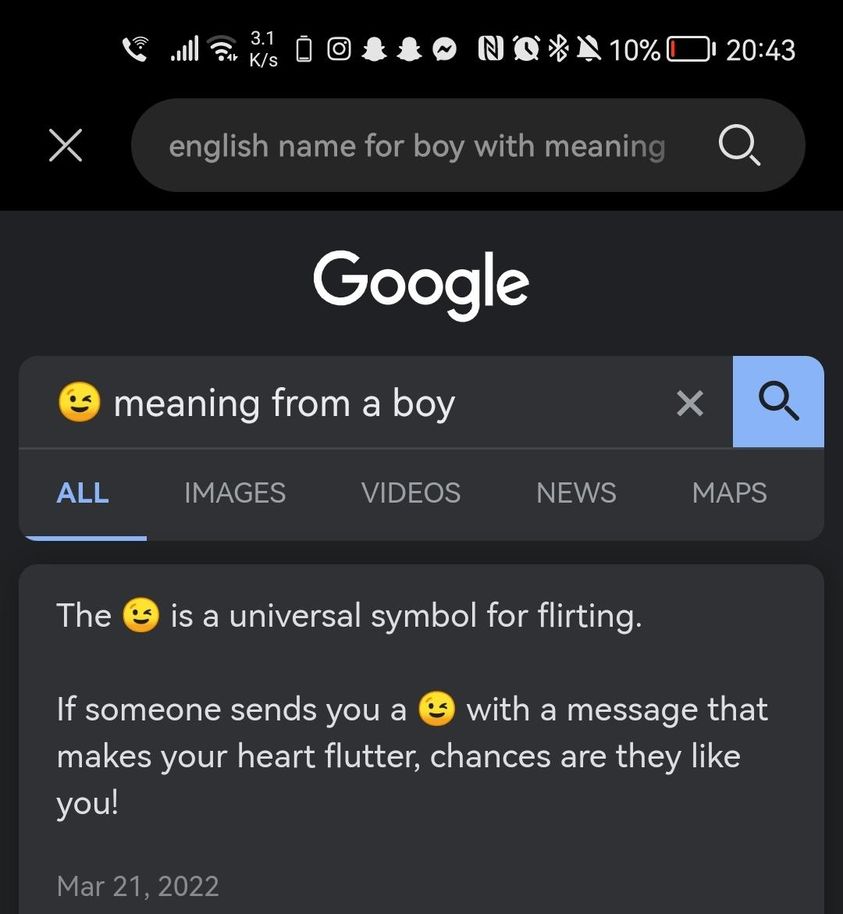 3.1
K/s
10% 20:43
english name for boy with meaning
Google
😉 meaning from a boy
ALL IMAGES VIDEOS NEWS MAPS
The 😉 is a universal symbol for flirting.
If someone sends you a 😉 with a message that
makes your heart flutter, chances are they like
you!
Mar 21, 2022